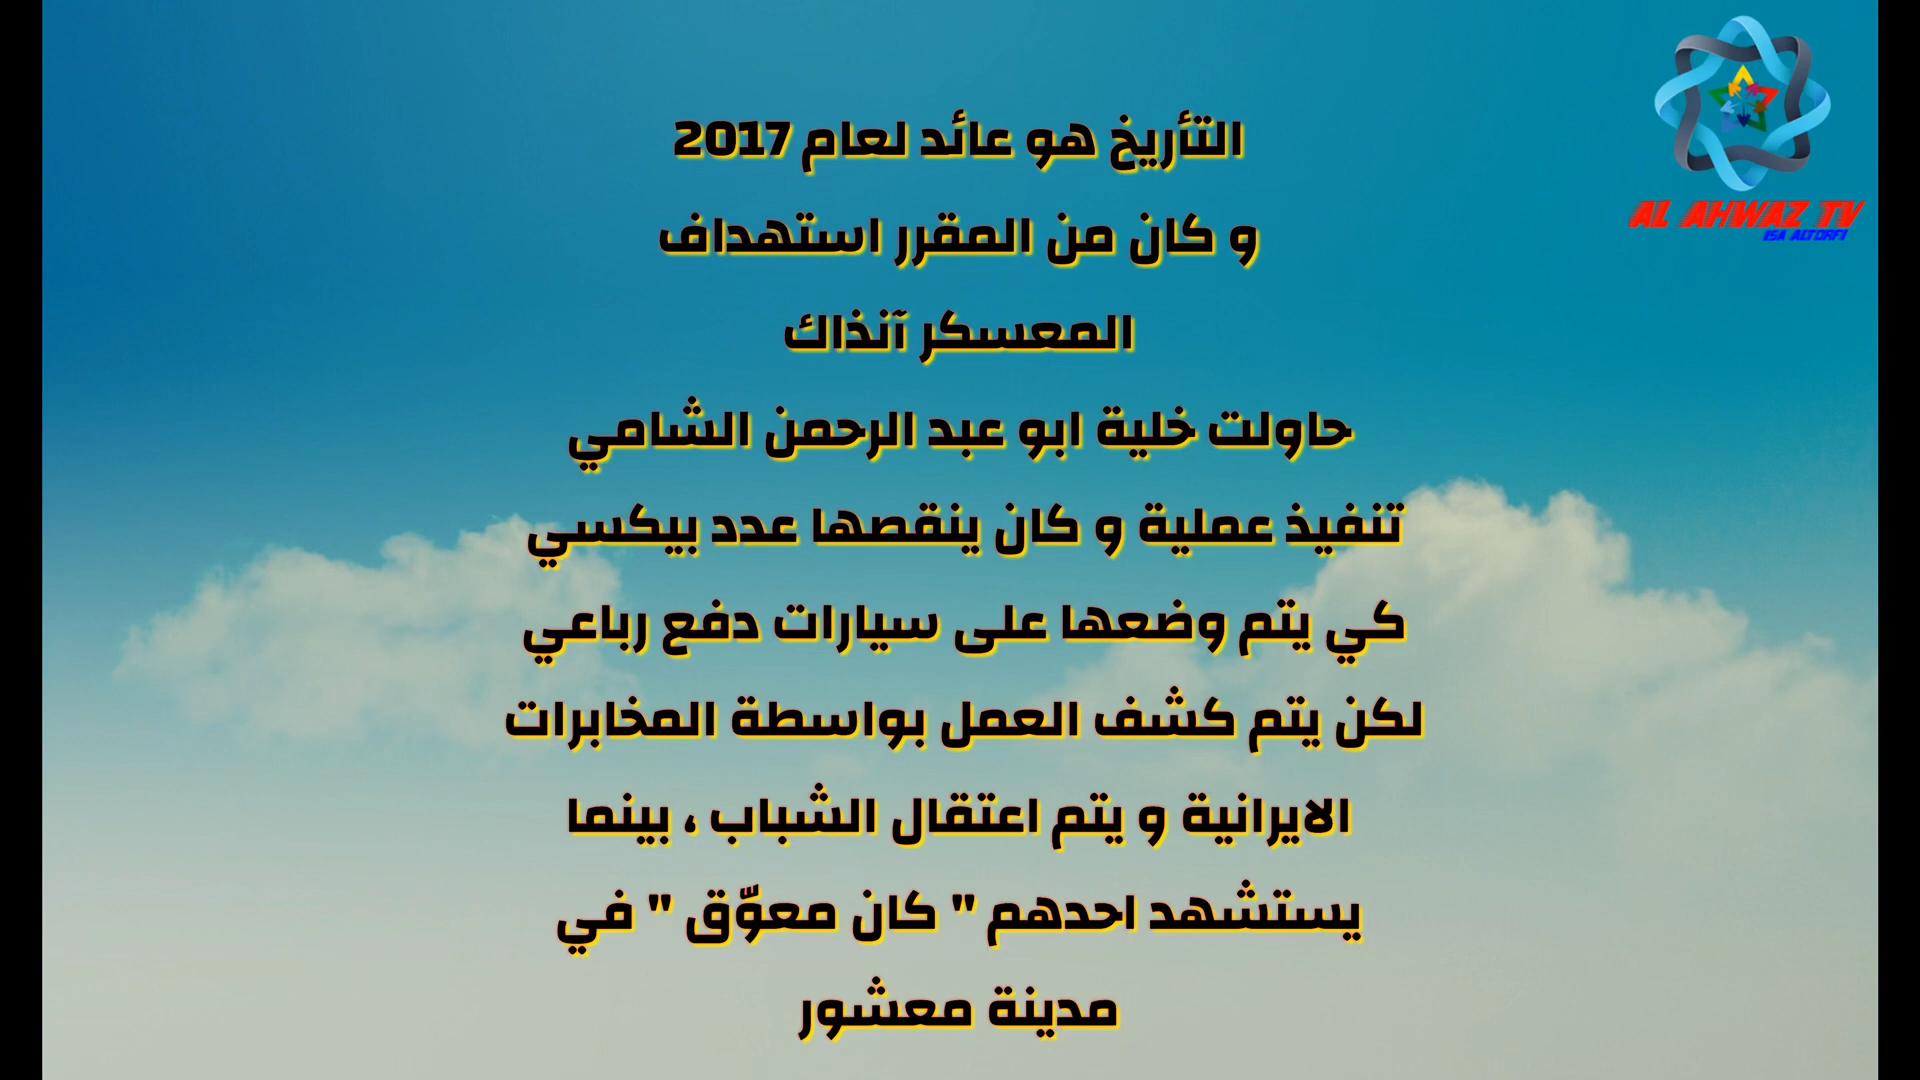 التأريخ هو عائد لعام 2017
و كان من المقرر استهداف
المعسكر آنذاك
حاولت خلية ابو عبد الرحمن الشامي
تنفيذ عملية و كان ينقصها عدد بيكسي
كي يتم وضعها على سيارات دفع رباعي
لكن يتم كشف العمل بواسطة المخابرات
الايرانية و يتم اعتقال الشباب ، بينما
يستشهد احدهم " كان معوّق " في
مدينة معشور
AL AHWAZ TV
ISA ALTORFI